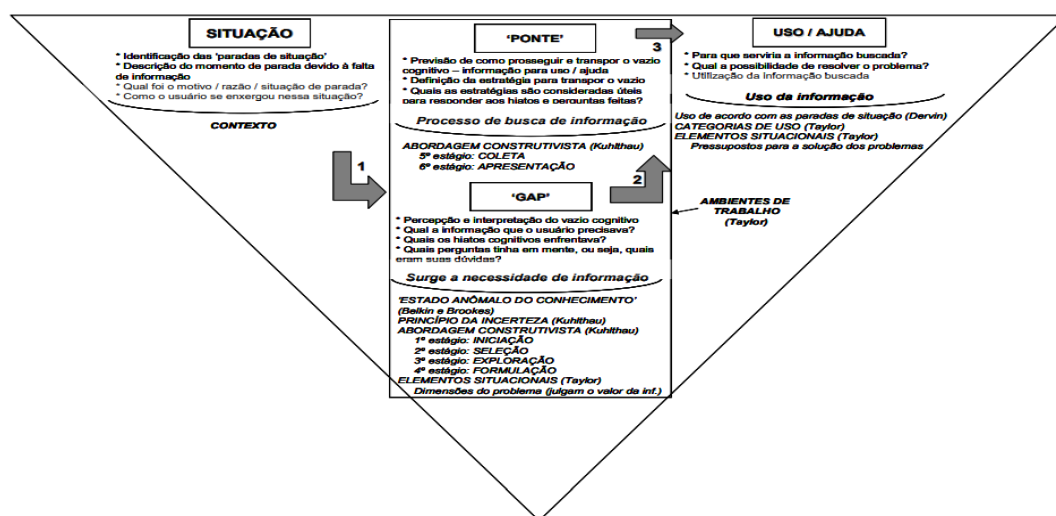 SITUAÇÃO
* Identificação das 'paradas de situação'
* Descrição do momento de parada devido à falta
de informação
* Qual foi o motivo / razão / situação de parada?
* Como o usuário se enxergou nessa situação?
CONTEXTO
1
'PONTE'
* Previsão de como prosseguir e transpor o vazio
cognitivo – informação para uso / ajuda
* Definição da estratégia para transpor o vazio
* Quais as estratégias são consideradas úteis
para responder aos hiatos e perguntas feitas?
Processo de busca de informação
ABORDAGEM CONSTRUTIVISTA (Kuhlthau)
5º estágio: COLETA
6º estágio: APRESENTAÇÃO
2
'GAP'
* Percepção e interpretação do vazio cognitivo
* Qual a informação que o usuário precisava?
* Quais os hiatos cognitivos enfrentava?
* Quais perguntas tinha em mente, ou seja, quais
eram suas dúvidas?
Surge a necessidade de informação
'ESTADO ANÔMALO DO CONHECIMENTO'
(Belkin e Brookes)
PRINCÍPIO DA INCERTEZA (Kuhlthau)
ABORDAGEM CONSTRUTIVISTA (Kuhlthau)
1º estágio: INICIAÇÃO
2º estágio: SELEÇÃO
3º estágio: EXPLORAÇÃO
4º estágio: FORMULAÇÃO
ELEMENTOS SITUACIONAIS (Taylor)
Dimensões do problema (julgam o valor da inf.)
3
USO / AJUDA
* Para que serviria a informação buscada?
* Qual a possibilidade de resolver o problema?
* Utilização da informação buscada
Uso da informação
Uso de acordo com as paradas de situação (Dervin)
CATEGORIAS DE USO (Taylor)
ELEMENTOS SITUACIONAIS (Taylor)
Pressupostos para a solução dos problemas
AMBIENTES DE
TRABALHO
(Taylor)